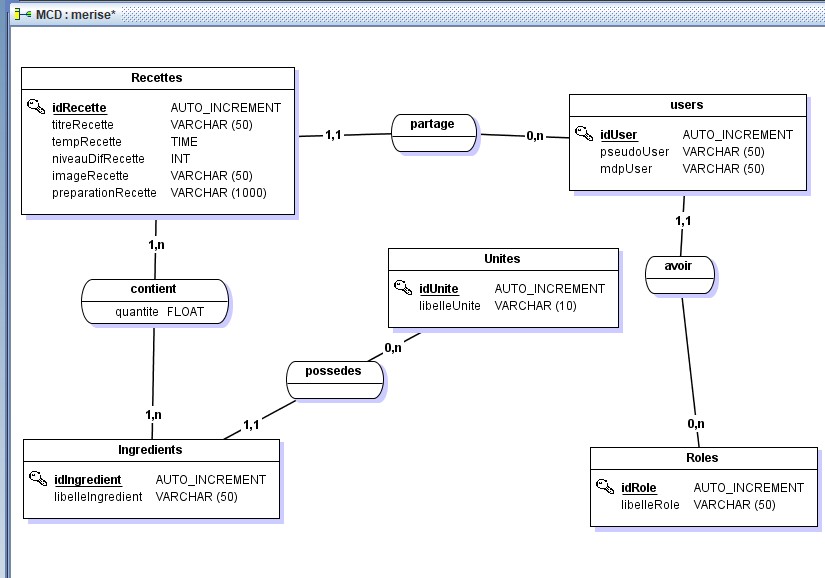 MCD : merise*
Recettes
idRecette AUTO_INCREMENT
titreRecette VARCHAR (50)
tempRecette TIME
niveauDifRecette INT
imageRecette VARCHAR (50)
preparationRecette VARCHAR (1000)
1,1
partage
0,n
users
idUser AUTO_INCREMENT
pseudoUser VARCHAR (50)
mdpUser VARCHAR (50)
1,n
1,1
contient
quantite FLOAT
Unites
idUnite AUTO_INCREMENT
libelleUnite VARCHAR (10)
avoir
0,n
possedes
1,n
1,1
0,n
Ingredients
idIngredient AUTO_INCREMENT
libelleIngredient VARCHAR (50)
Roles
idRole AUTO_INCREMENT
libelleRole VARCHAR (50)